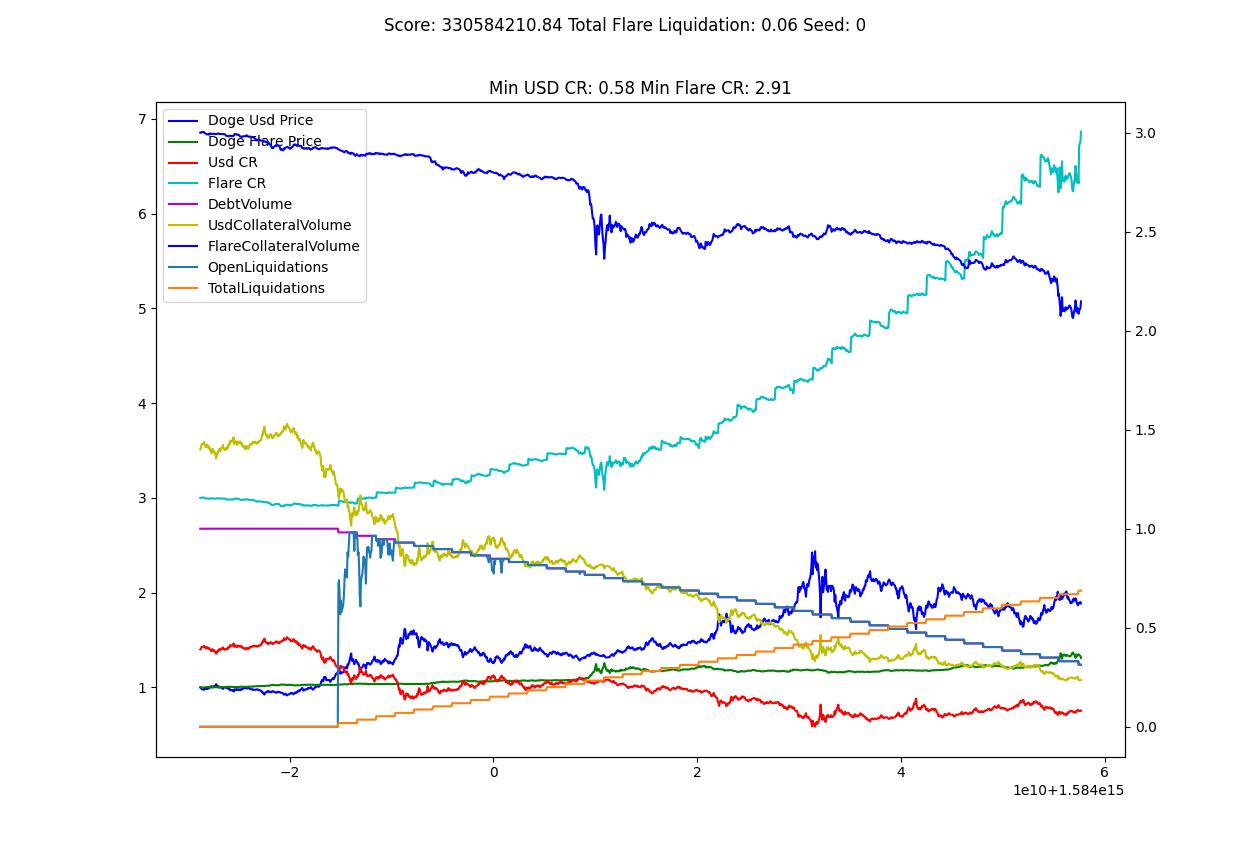 Score: 330584210.84 Total Flare Liquidation: 0.06 Seed: 0
Min USD CR: 0.58 Min Flare CR: 2.91
Doge Usd Price
Doge Flare Price
Usd CR
Flare CR
DebtVolume
UsdCollateralVolume
FlareCollateralVolume
OpenLiquidations
TotalLiquidations
7
6
5
4
3
2
1
3.0
2.5
2.0
1.5
1.0
0.5
0.0
−2 0 2 4 6
1e10+1.584e15